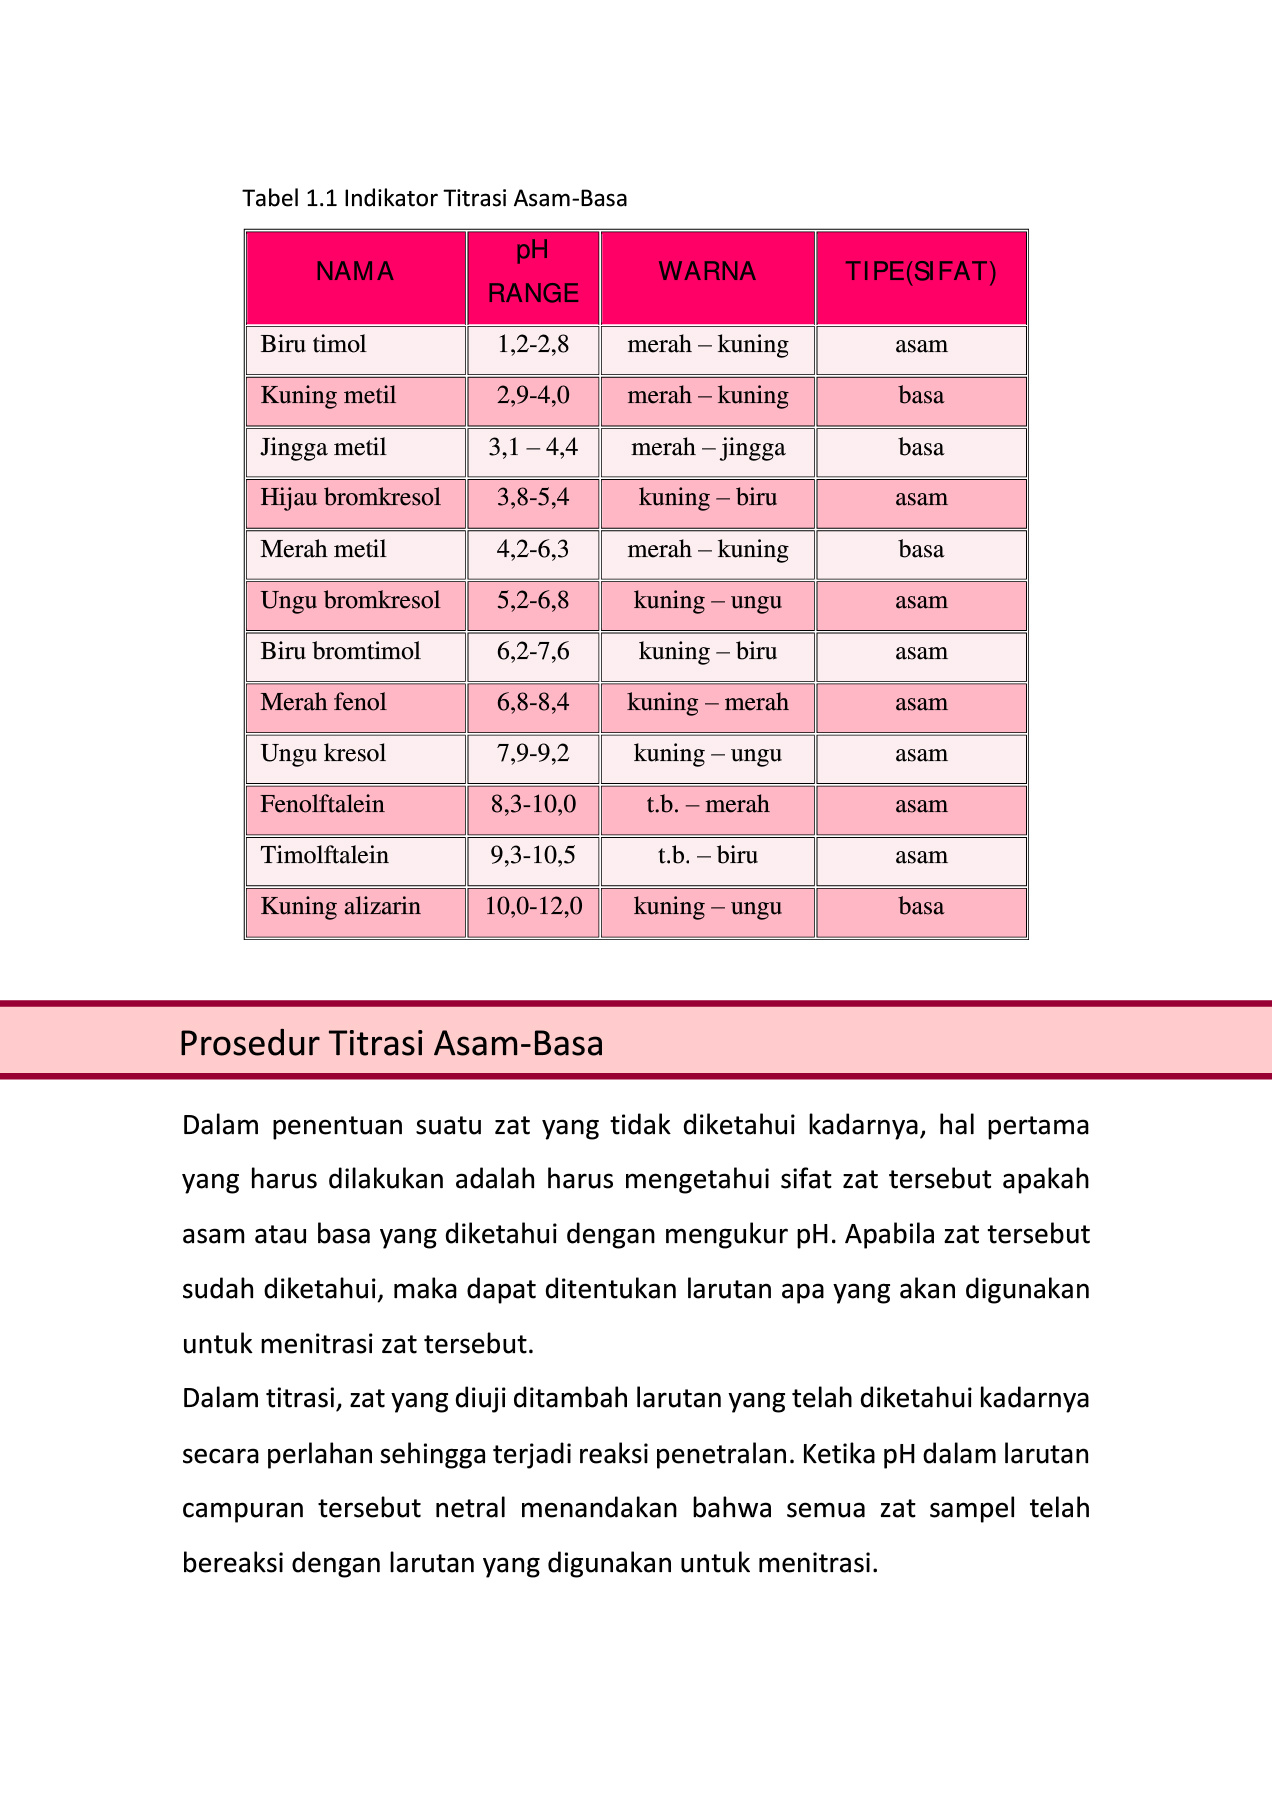 Tabel 1.1 Indikator Titrasi Asam-Basa
NAMA pH RANGE WARNA TIPE(SIFAT)
Biru timol 1,2-2,8 merah – kuning asam
Kuning metil 2,9-4,0 merah – kuning basa
Jingga metil 3,1 – 4,4 merah – jingga basa
Hijau bromkresol 3,8-5,4 kuning – biru asam
Merah metil 4,2-6,3 merah – kuning basa
Ungu bromkresol 5,2-6,8 kuning – ungu asam
Biru bromtimol 6,2-7,6 kuning – biru asam
Merah fenol 6,8-8,4 kuning – merah asam
Ungu kresol 7,9-9,2 kuning – ungu asam
Fenolftalein 8,3-10,0 t.b. – merah asam
Timolftalein 9,3-10,5 t.b. – biru asam
Kuning alizarin 10,0-12,0 kuning – ungu basa
Prosedur Titrasi Asam-Basa
Dalam penentuan suatu zat yang tidak diketahui kadarnya, hal pertama
yang harus dilakukan adalah harus mengetahui sifat zat tersebut apakah
asam atau basa yang diketahui dengan mengukur pH. Apabila zat tersebut
sudah diketahui, maka dapat ditentukan larutan apa yang akan digunakan
untuk menitrasi zat tersebut.
Dalam titrasi, zat yang diuji ditambah larutan yang telah diketahui kadarnya
secara perlahan sehingga terjadi reaksi penetralan. Ketika pH dalam larutan
campuran tersebut netral menandakan bahwa semua zat sampel telah
bereaksi dengan larutan yang digunakan untuk menitrasi.